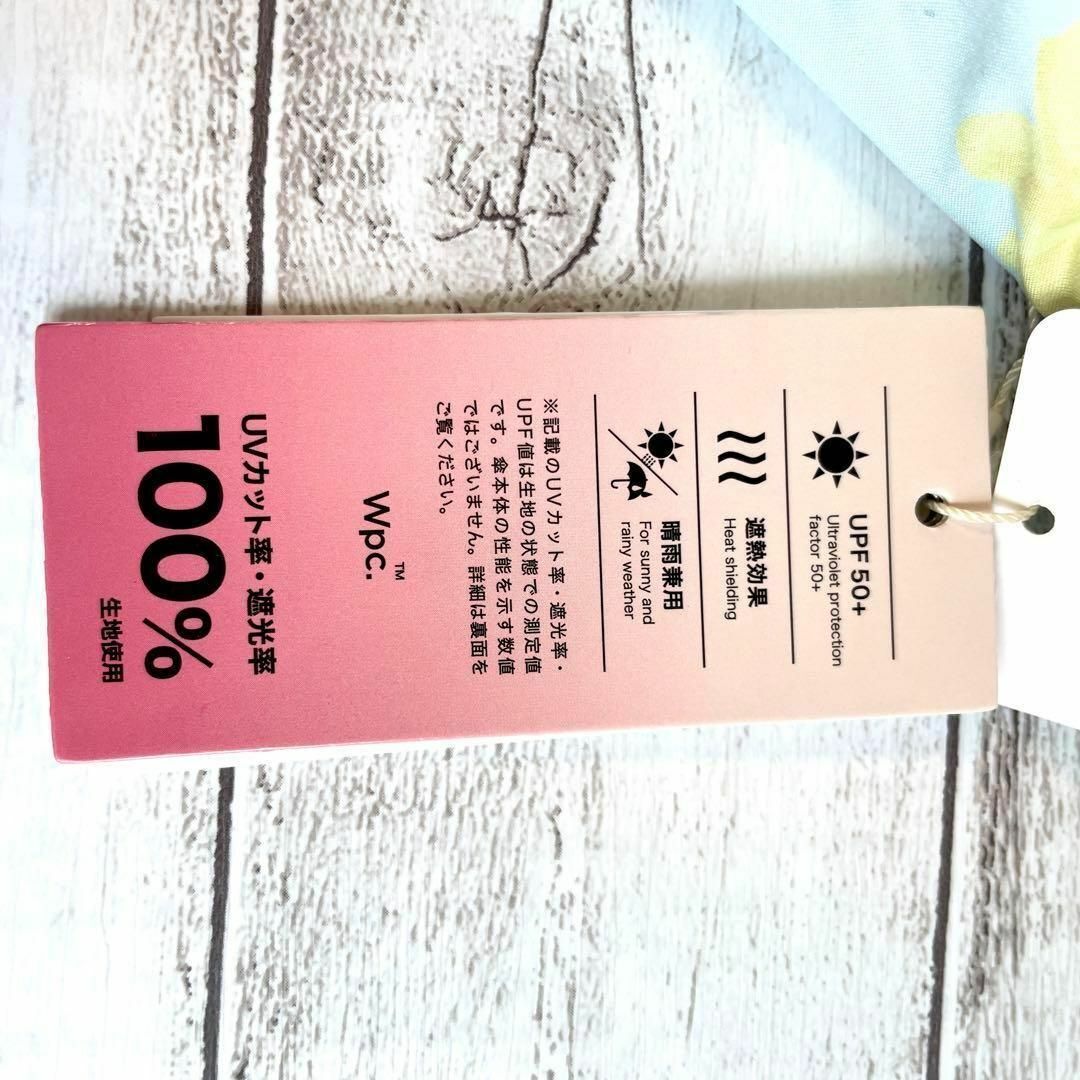 UPF 50+
Ultraviolet protection
factor 50+
遮熱効果
Heat shielding
晴雨兼用
For sunny and
rainy weather
※記載のUVカット率・遮光率・
UPF値は生地の状態での測定値
です。傘本体の性能を示す数値
ではございません。詳細は裏面を
ご覧ください。
Wpc.™
UVカット率・遮光率
100%
生地使用